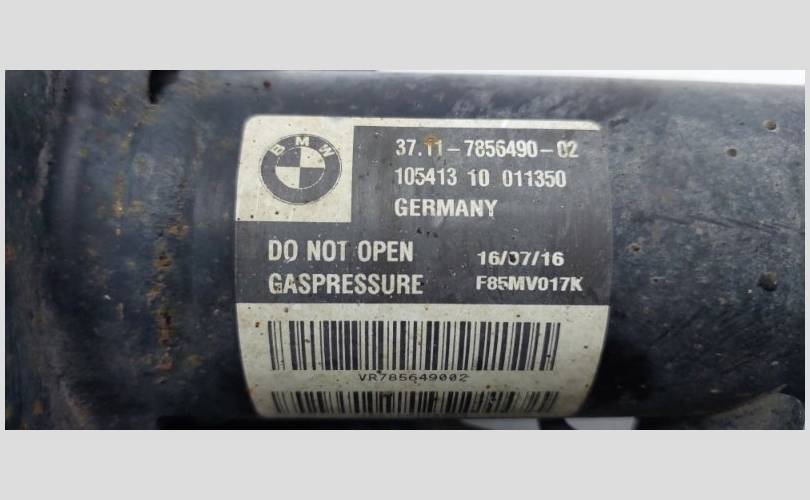 BMW
37.11-7856490-02
105413 10 011350
GERMANY
DO NOT OPEN
16/07/16
GASPRESSURE
F85MV017K
VR785649002